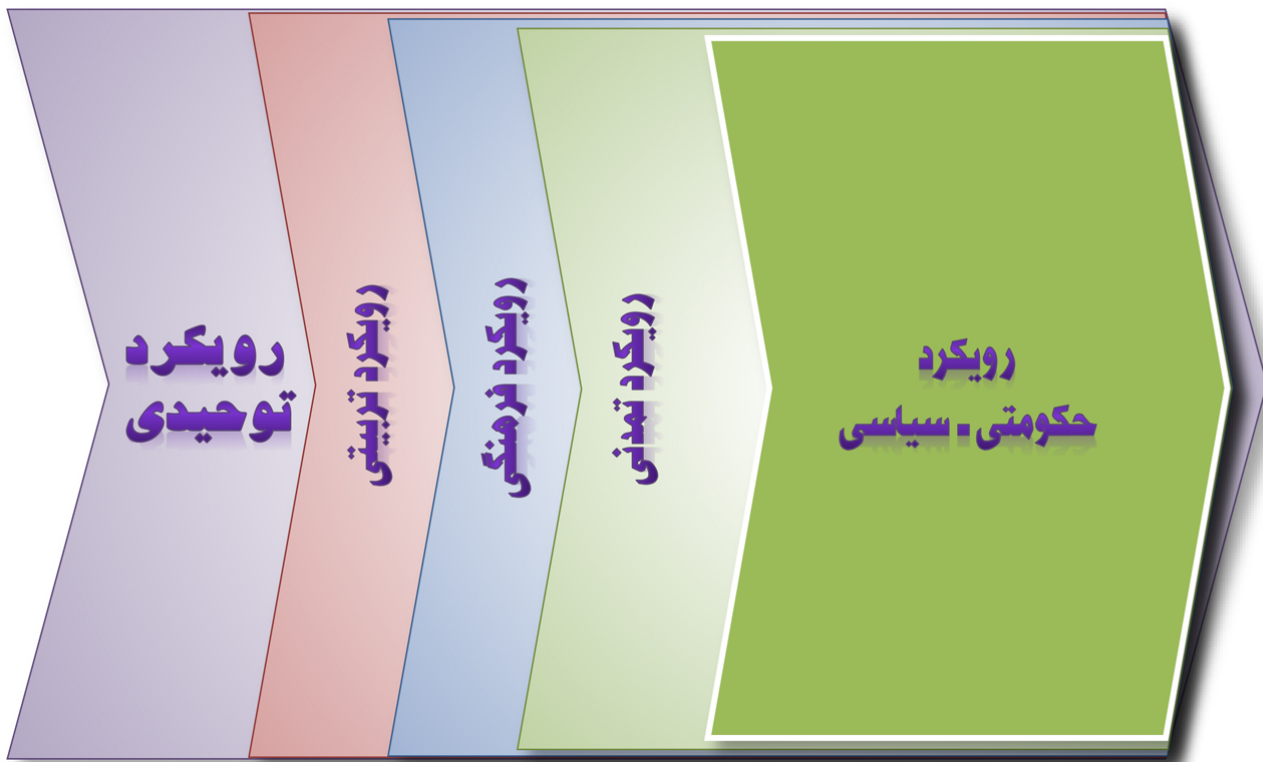 رویکرد
توحیدی
رویکرد تربیتی
رویکرد فرهنگی
رویکرد تمدنی
رویکرد
حکومتی - سیاسی